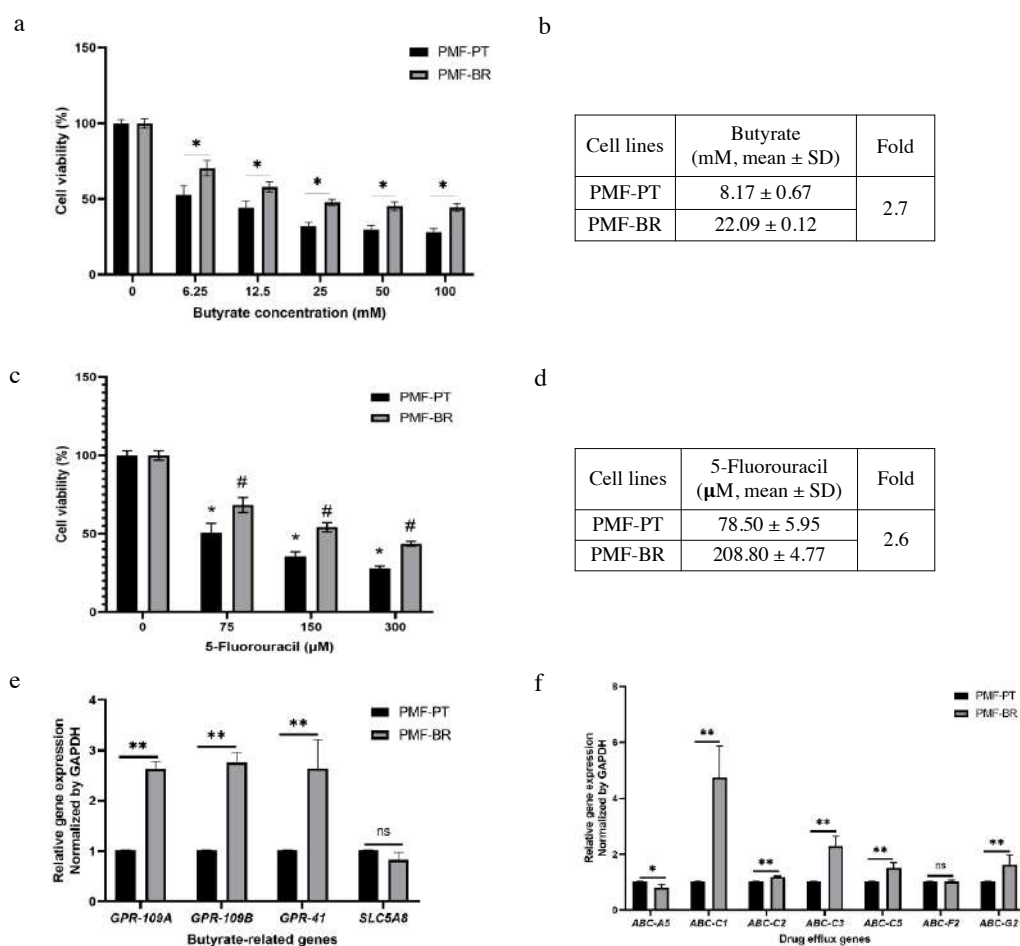 a
150
100
50
0
Cell viability (%)
PMF-PT
PMF-BR
*
*
*
*
*
0 6.25 12.5 25 50 100
Butyrate concentration (mM)
b
Cell lines Butyrate (mM, mean ± SD) Fold
PMF-PT 8.17 ± 0.67 2.7
PMF-BR 22.09 ± 0.12
c
150
100
50
0
Cell viability (%)
PMF-PT
PMF-BR
* # * # * #
0 75 150 300
5-Fluorouracil (µM)
d
Cell lines 5-Fluorouracil (µM, mean ± SD) Fold
PMF-PT 78.50 ± 5.95 2.6
PMF-BR 208.80 ± 4.77
e
4
3
2
1
0
Relative gene expression
Normalized by GAPDH
PMF-PT
PMF-BR
** ** ** ns
GPR-109A GPR-109B GPR-41 SLC5A8
Butyrate-related genes
f
8
6
4
2
0
Relative gene expression
Normalized by GAPDH
PMF-PT
PMF-BR
* ** ** ** ** ns **
ABC-A5 ABC-C1 ABC-C2 ABC-C3 ABC-C5 ABC-F2 ABC-G2
Drug efflux genes